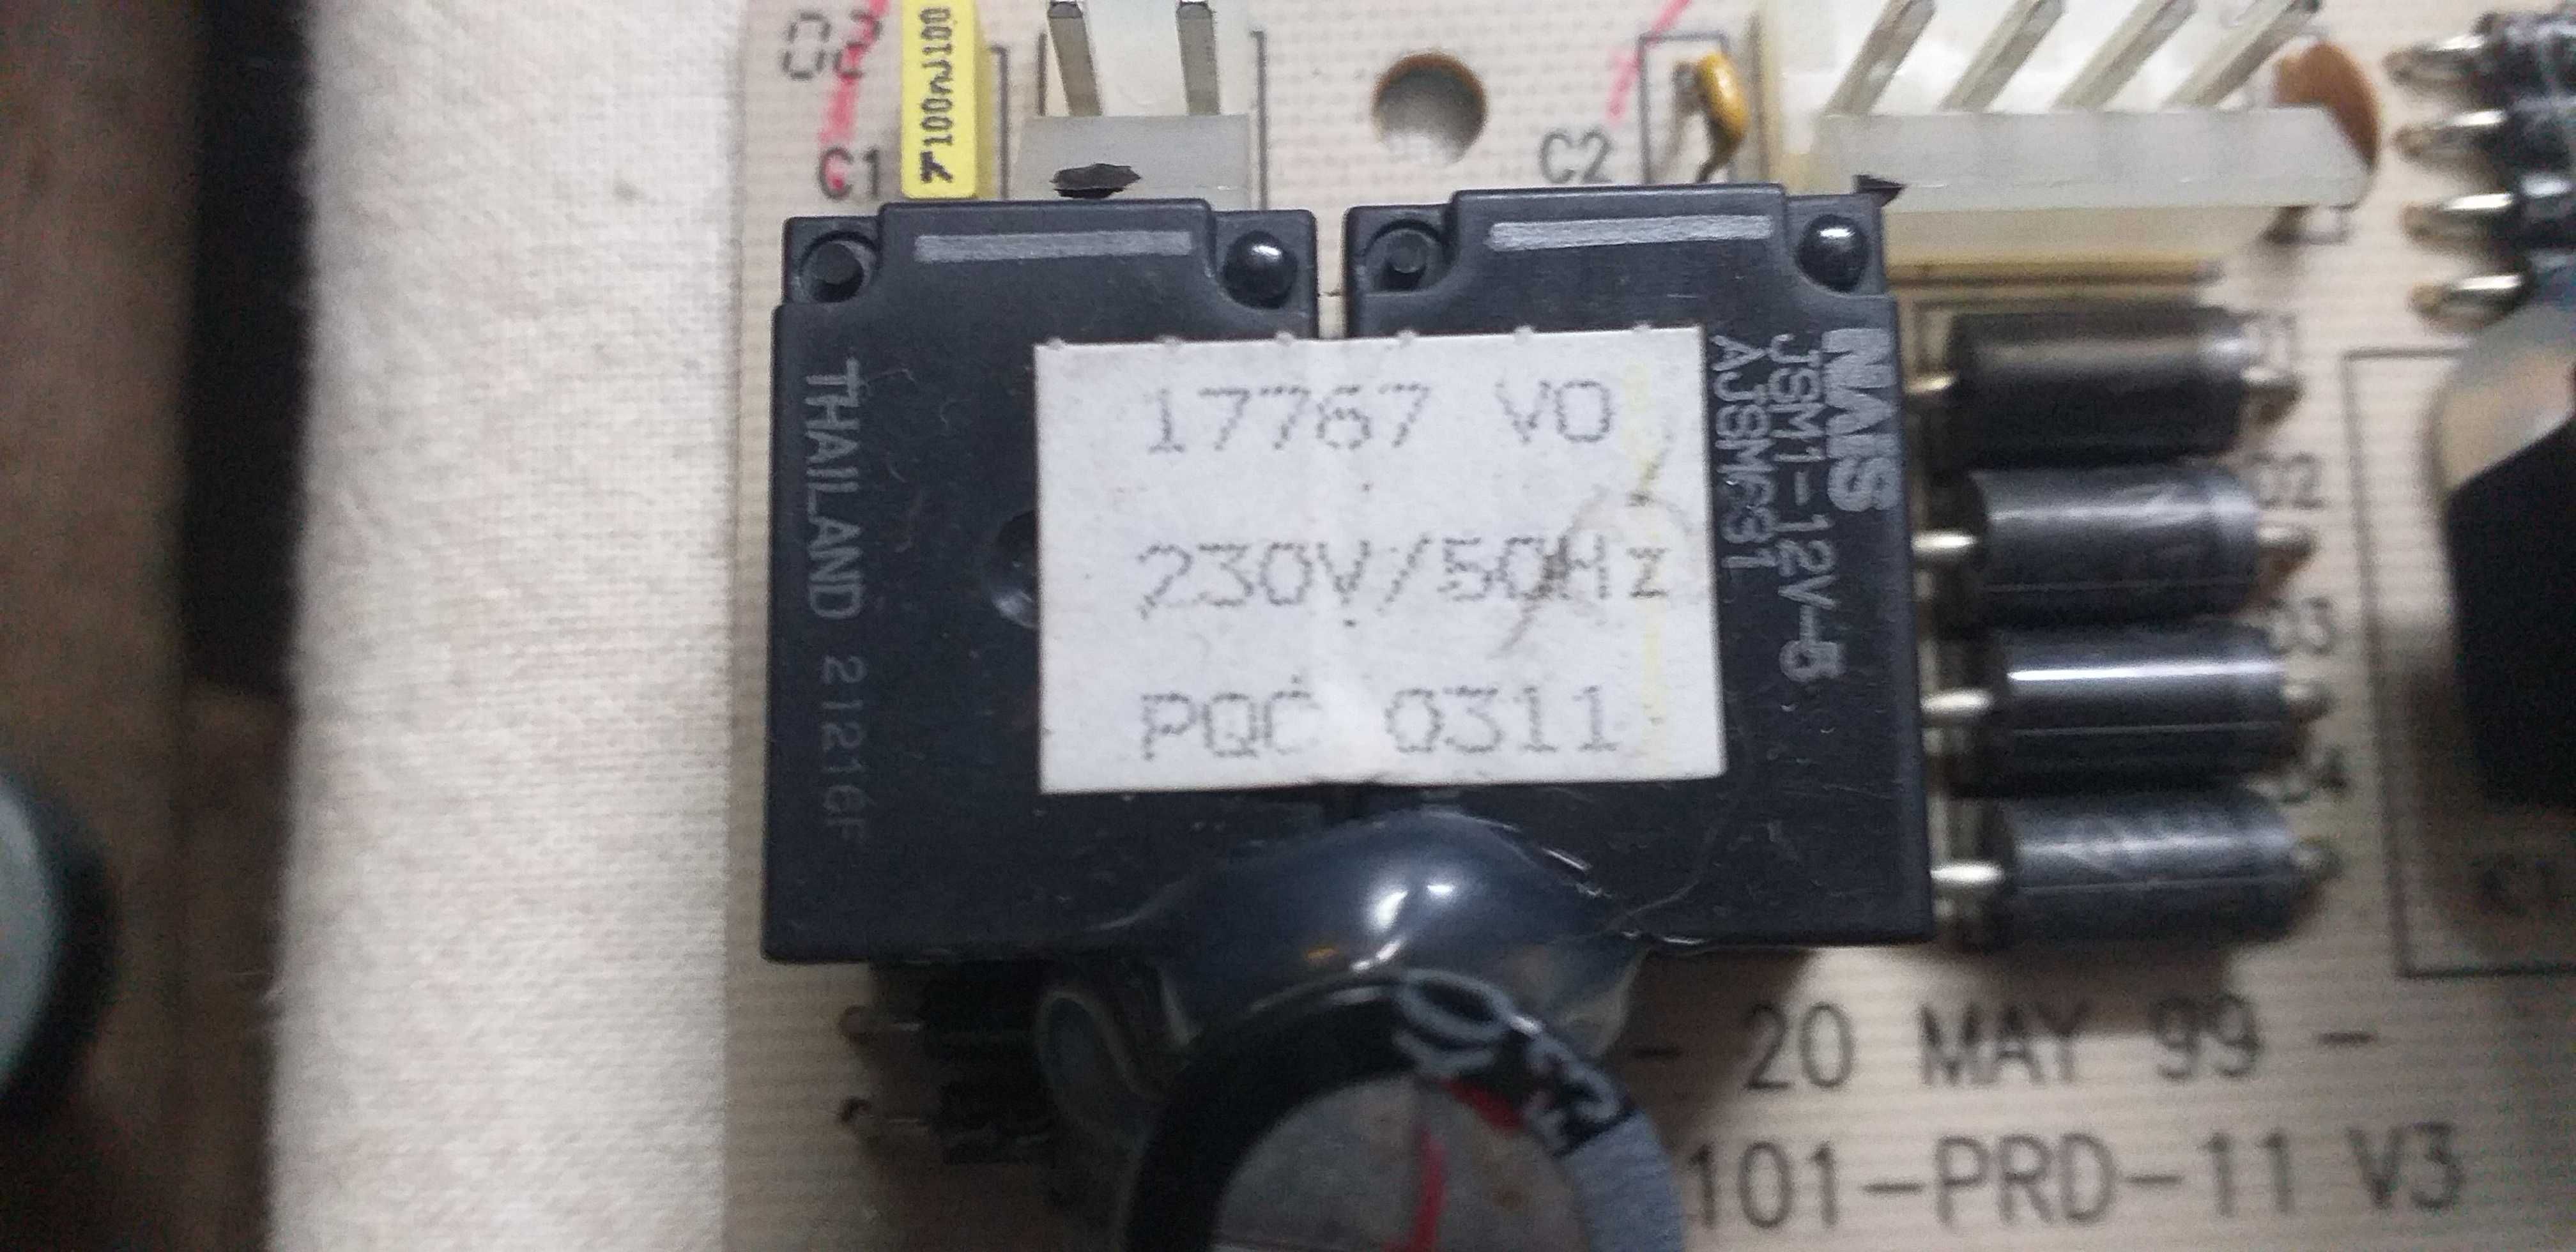 C1
100nJ100
C2
17767 V0
230V/50Hz
PQC 0311
THAILAND 21216F
NAIS
JSM1-12V-5
AJSM631
- 20 MAY 99 -
101-PRD-11 V3